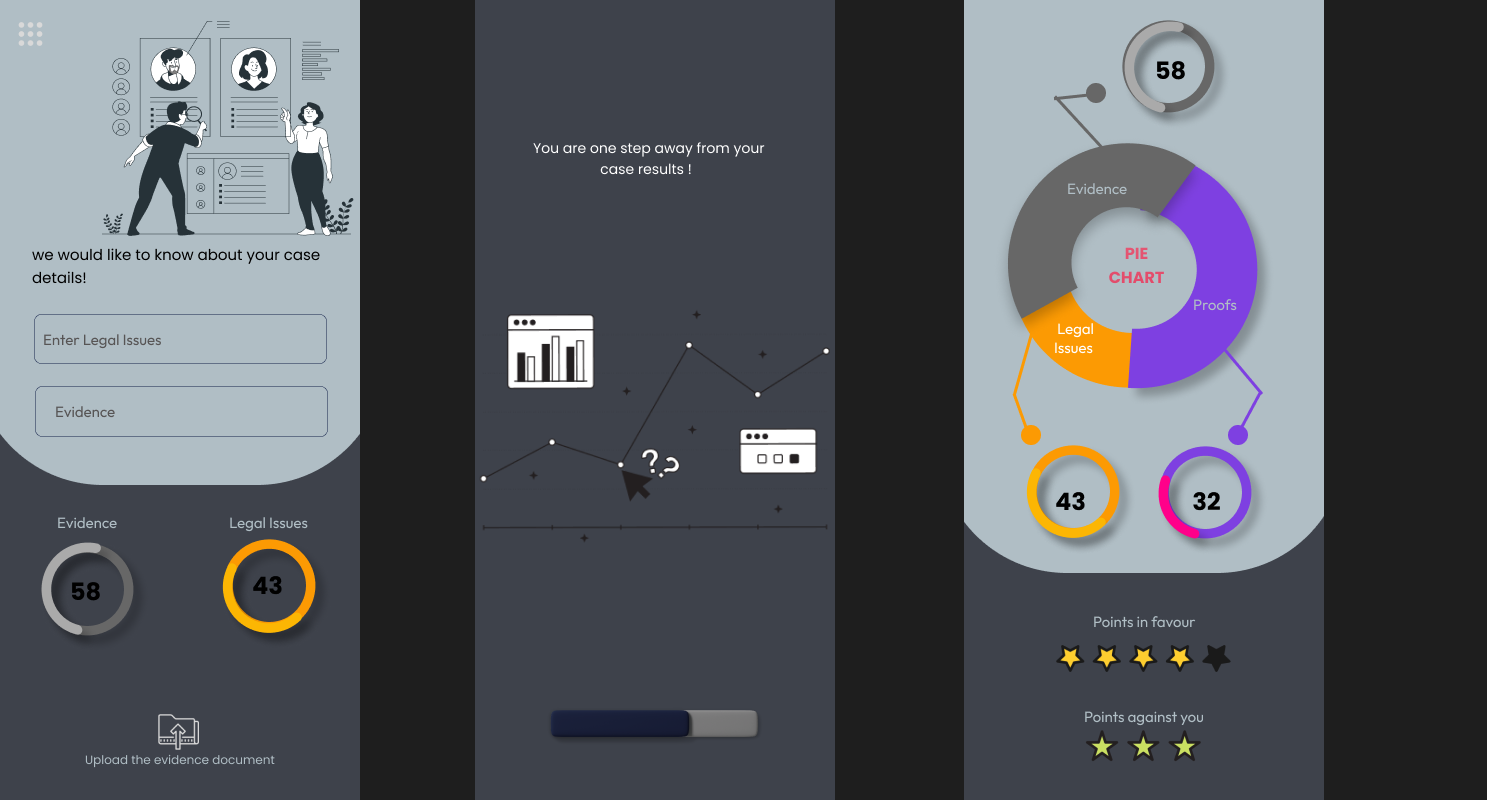 we would like to know about your case
details!
Enter Legal Issues
Evidence
Evidence
Legal Issues
58
43
Upload the evidence document
You are one step away from your
case results !
??
58
Evidence
PIE
CHART
Proofs
Legal
Issues
43
32
Points in favour
Points against you